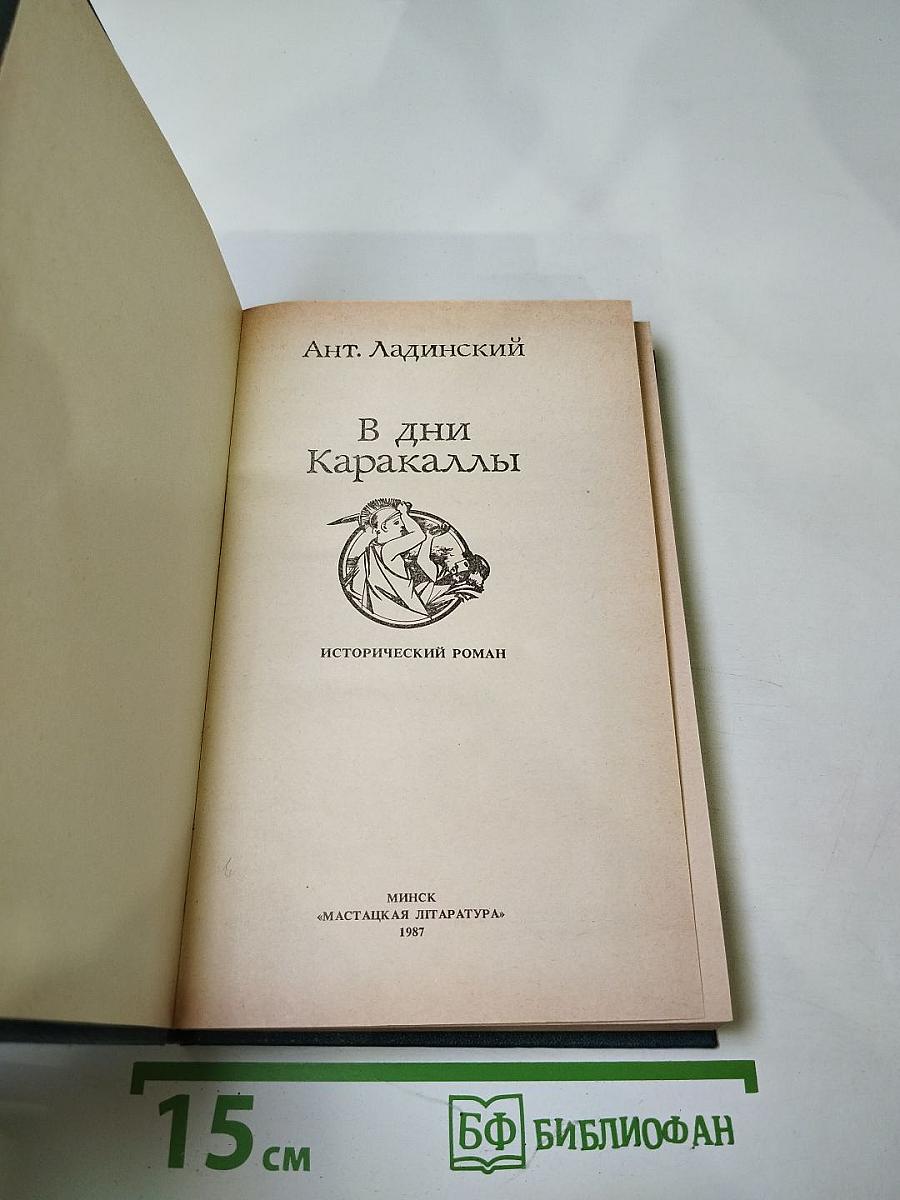 Ант. Ладинский
В дни
Каракаллы
ИСТОРИЧЕСКИЙ РОМАН
МИНСК
«МАСТАЦКАЯ ЛІТАРАТУРА»
1987
15 см
БФ БИБЛИОФАН